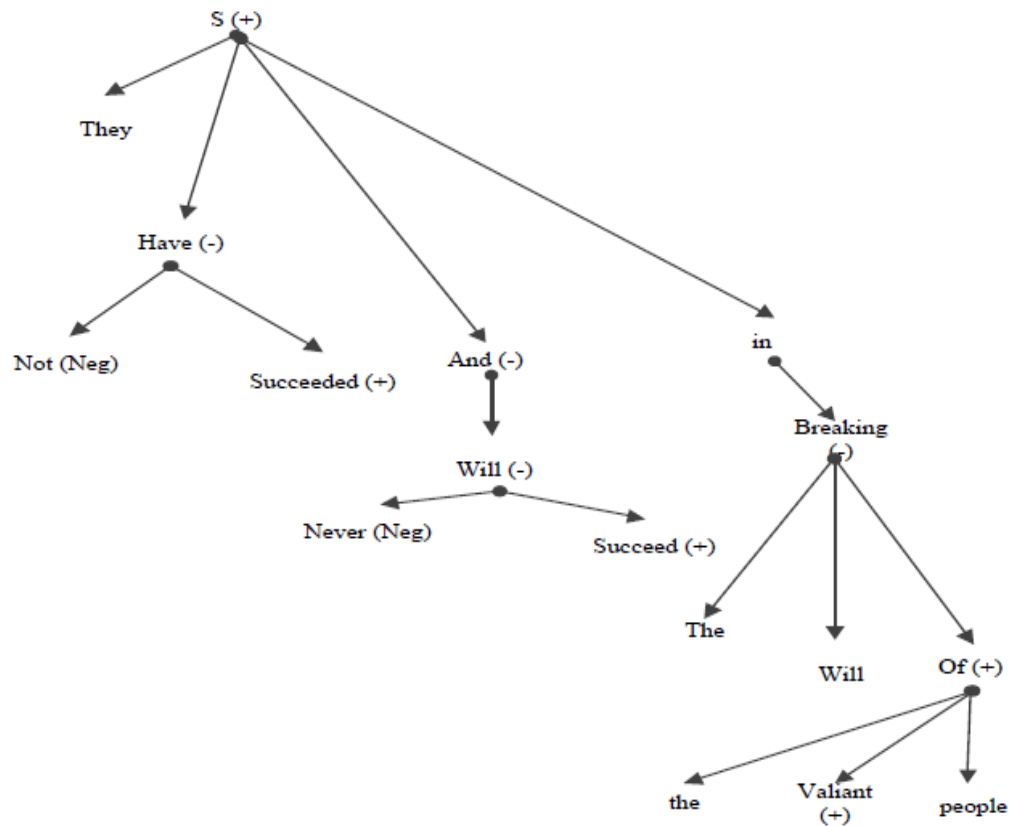 S (+)
They
Have (-)
Not (Neg)
Succeeded (+)
And (-)
Will (-)
Never (Neg)
Succeed (+)
in
Breaking
(-)
The
Will
Of (+)
the
Valiant
(+)
people